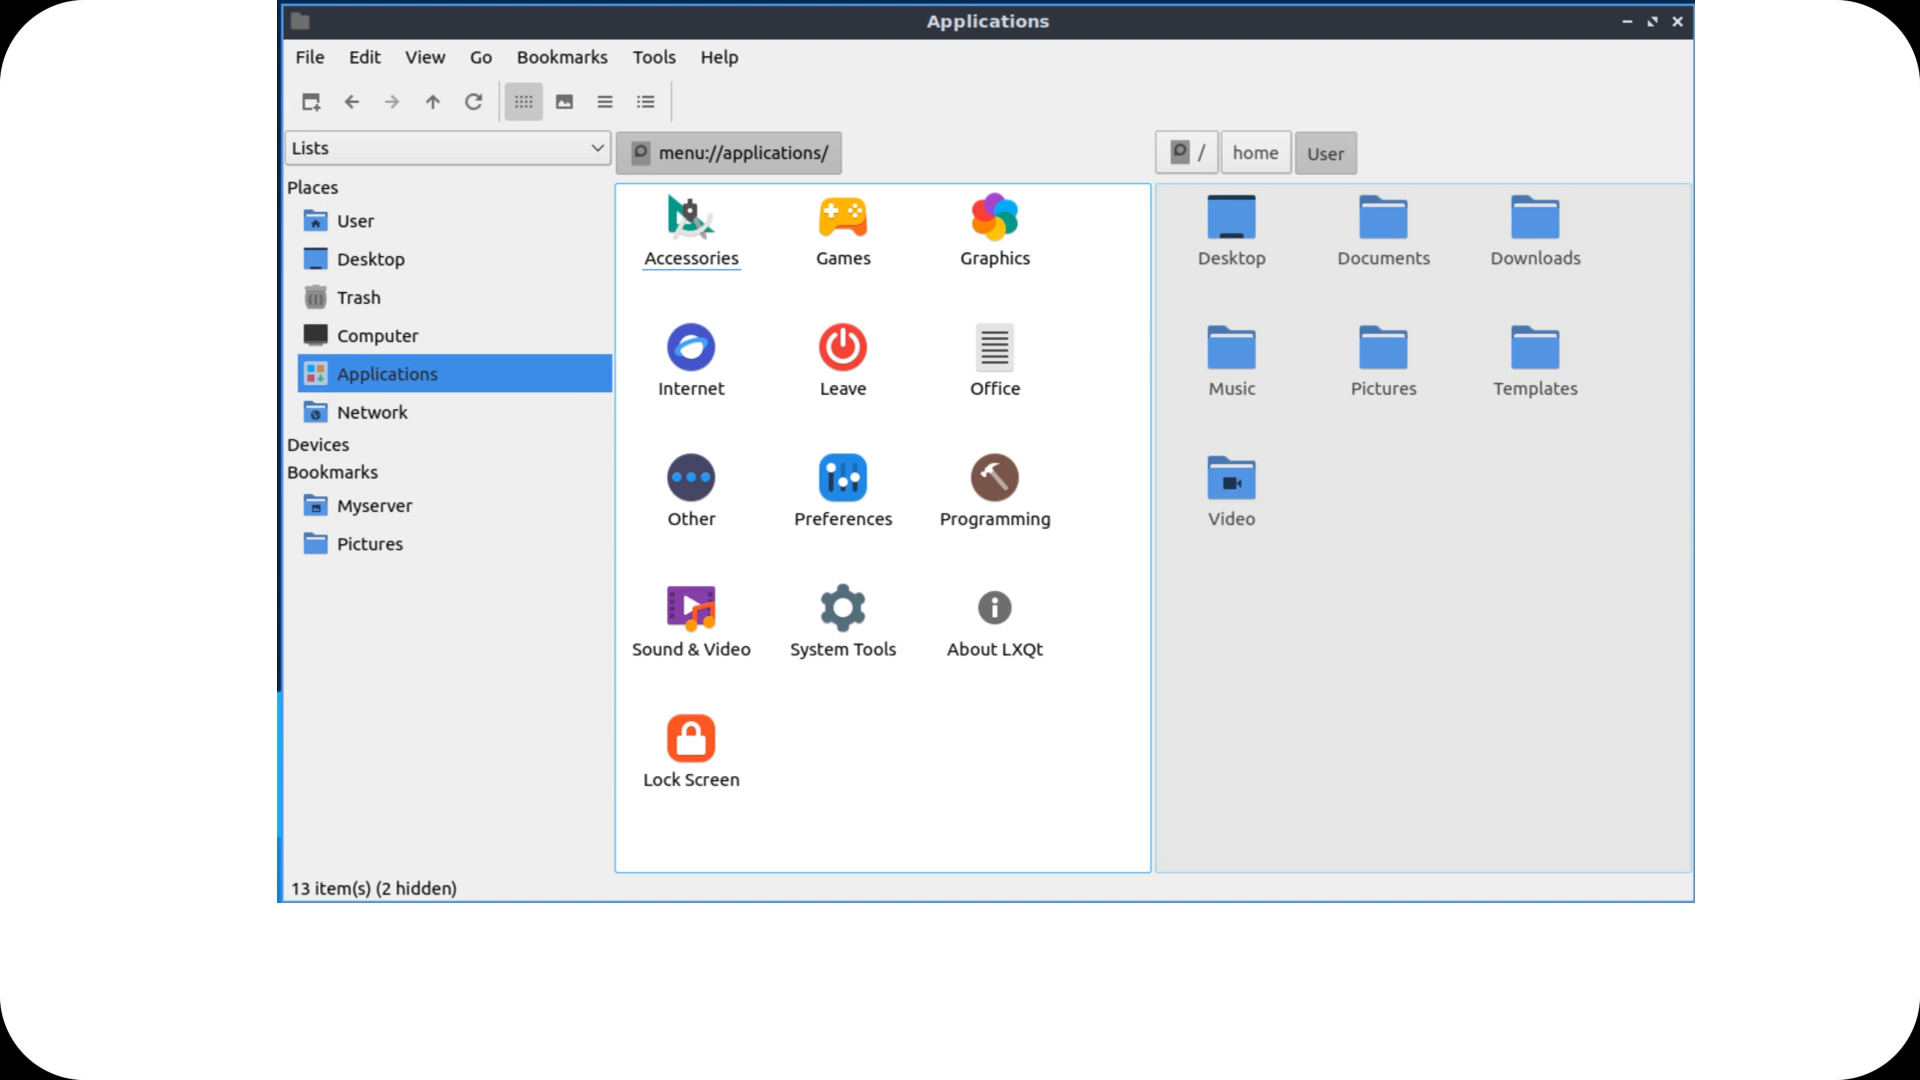 Applications
File Edit View Go Bookmarks Tools Help
Lists
menu://applications/
/ home User
Places
User
Desktop
Trash
Computer
Applications
Network
Devices
Bookmarks
Myserver
Pictures
Accessories Games Graphics
Internet Leave Office
Other Preferences Programming
Sound & Video System Tools About LXQt
Lock Screen
Desktop Documents Downloads
Music Pictures Templates
Video
13 item(s) (2 hidden)